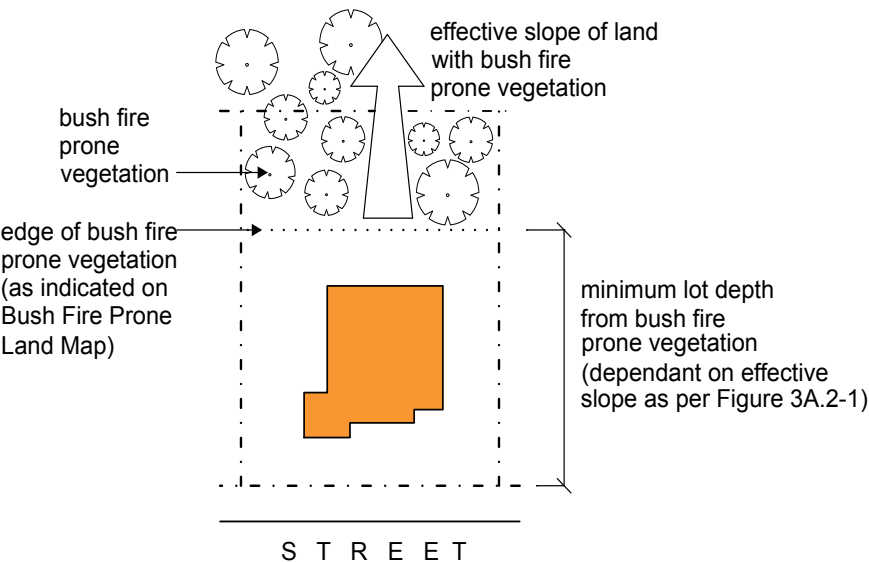 effective slope of land
with bush fire
prone vegetation
bush fire
prone
vegetation
edge of bush fire
prone vegetation
(as indicated on
Bush Fire Prone
Land Map)
minimum lot depth
from bush fire
prone vegetation
(dependant on effective
slope as per Figure 3A.2-1)
STREET